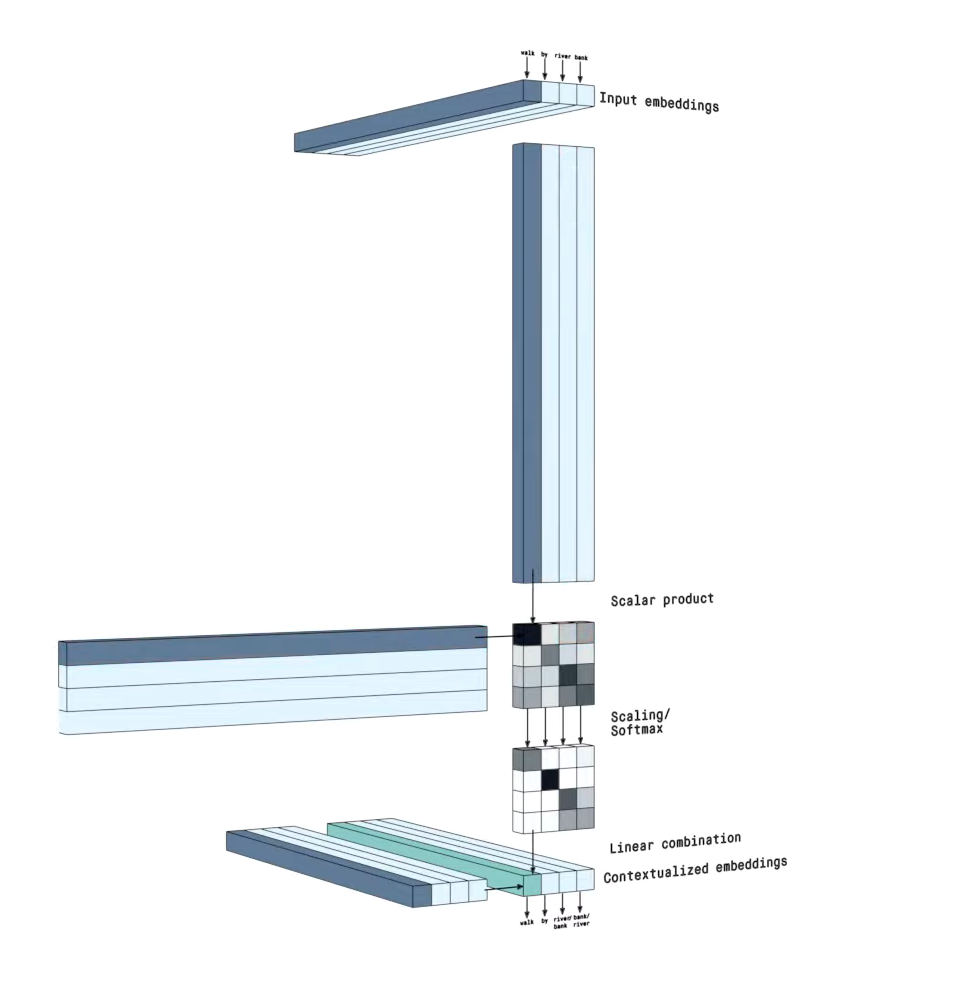 walk by river bank
Input embeddings
Scalar product
Scaling/
Softmax
Linear combination
Contextualized embeddings
walk by river/ bank/
bank river